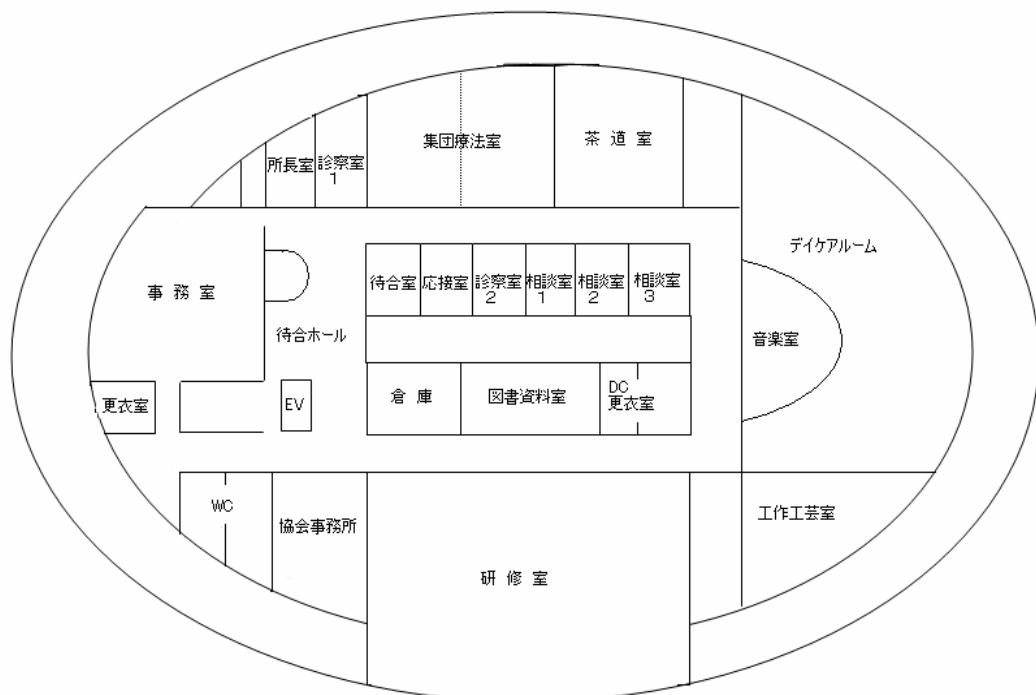 集団療法室
茶道室
所長室
診察室
1
デイケアルーム
事務室
待合室
応接室
診察室
2
相談室
1
相談室
2
相談室
3
待合ホール
音楽室
更衣室
EV
倉庫
図書資料室
DC
更衣室
WC
協会事務所
研修室
工作工芸室